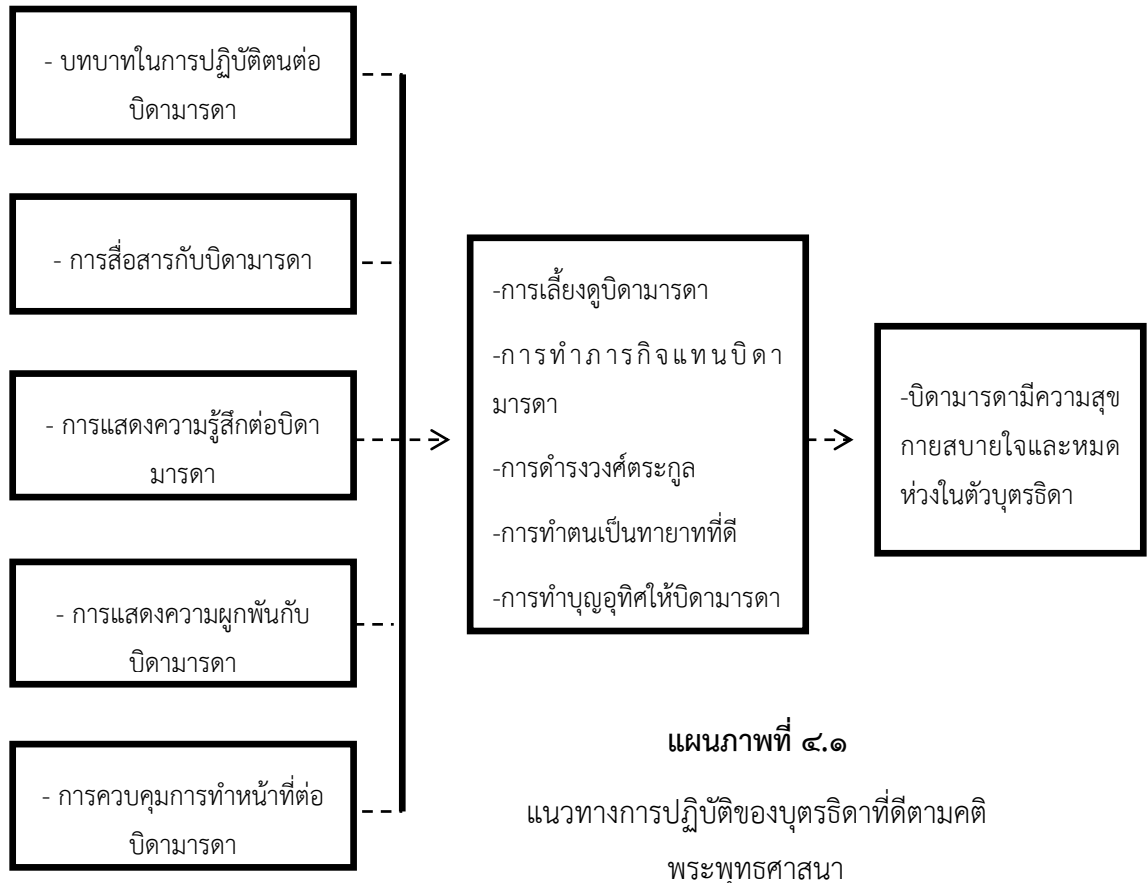 - บทบาทในการปฏิบัติตนต่อ
บิดามารดา
- การสื่อสารกับบิดามารดา
- การแสดงความรู้สึกต่อบิดา
มารดา
- การแสดงความผูกพันกับ
บิดามารดา
- การควบคุมการทำหน้าที่ต่อ
บิดามารดา
-การเลี้ยงดูบิดามารดา
-การทำภารกิจแทนบิดา
มารดา
-การดำรงวงศ์ตระกูล
-การทำตนเป็นทายาทที่ดี
-การทำบุญอุทิศให้บิดามารดา
-บิดามารดามีความสุข
กายสบายใจและหมด
ห่วงในตัวบุตรธิดา
แผนภาพที่ ๔.๑
แนวทางการปฏิบัติของบุตรธิดาที่ดีตามคติ
พระพุทธศาสนา